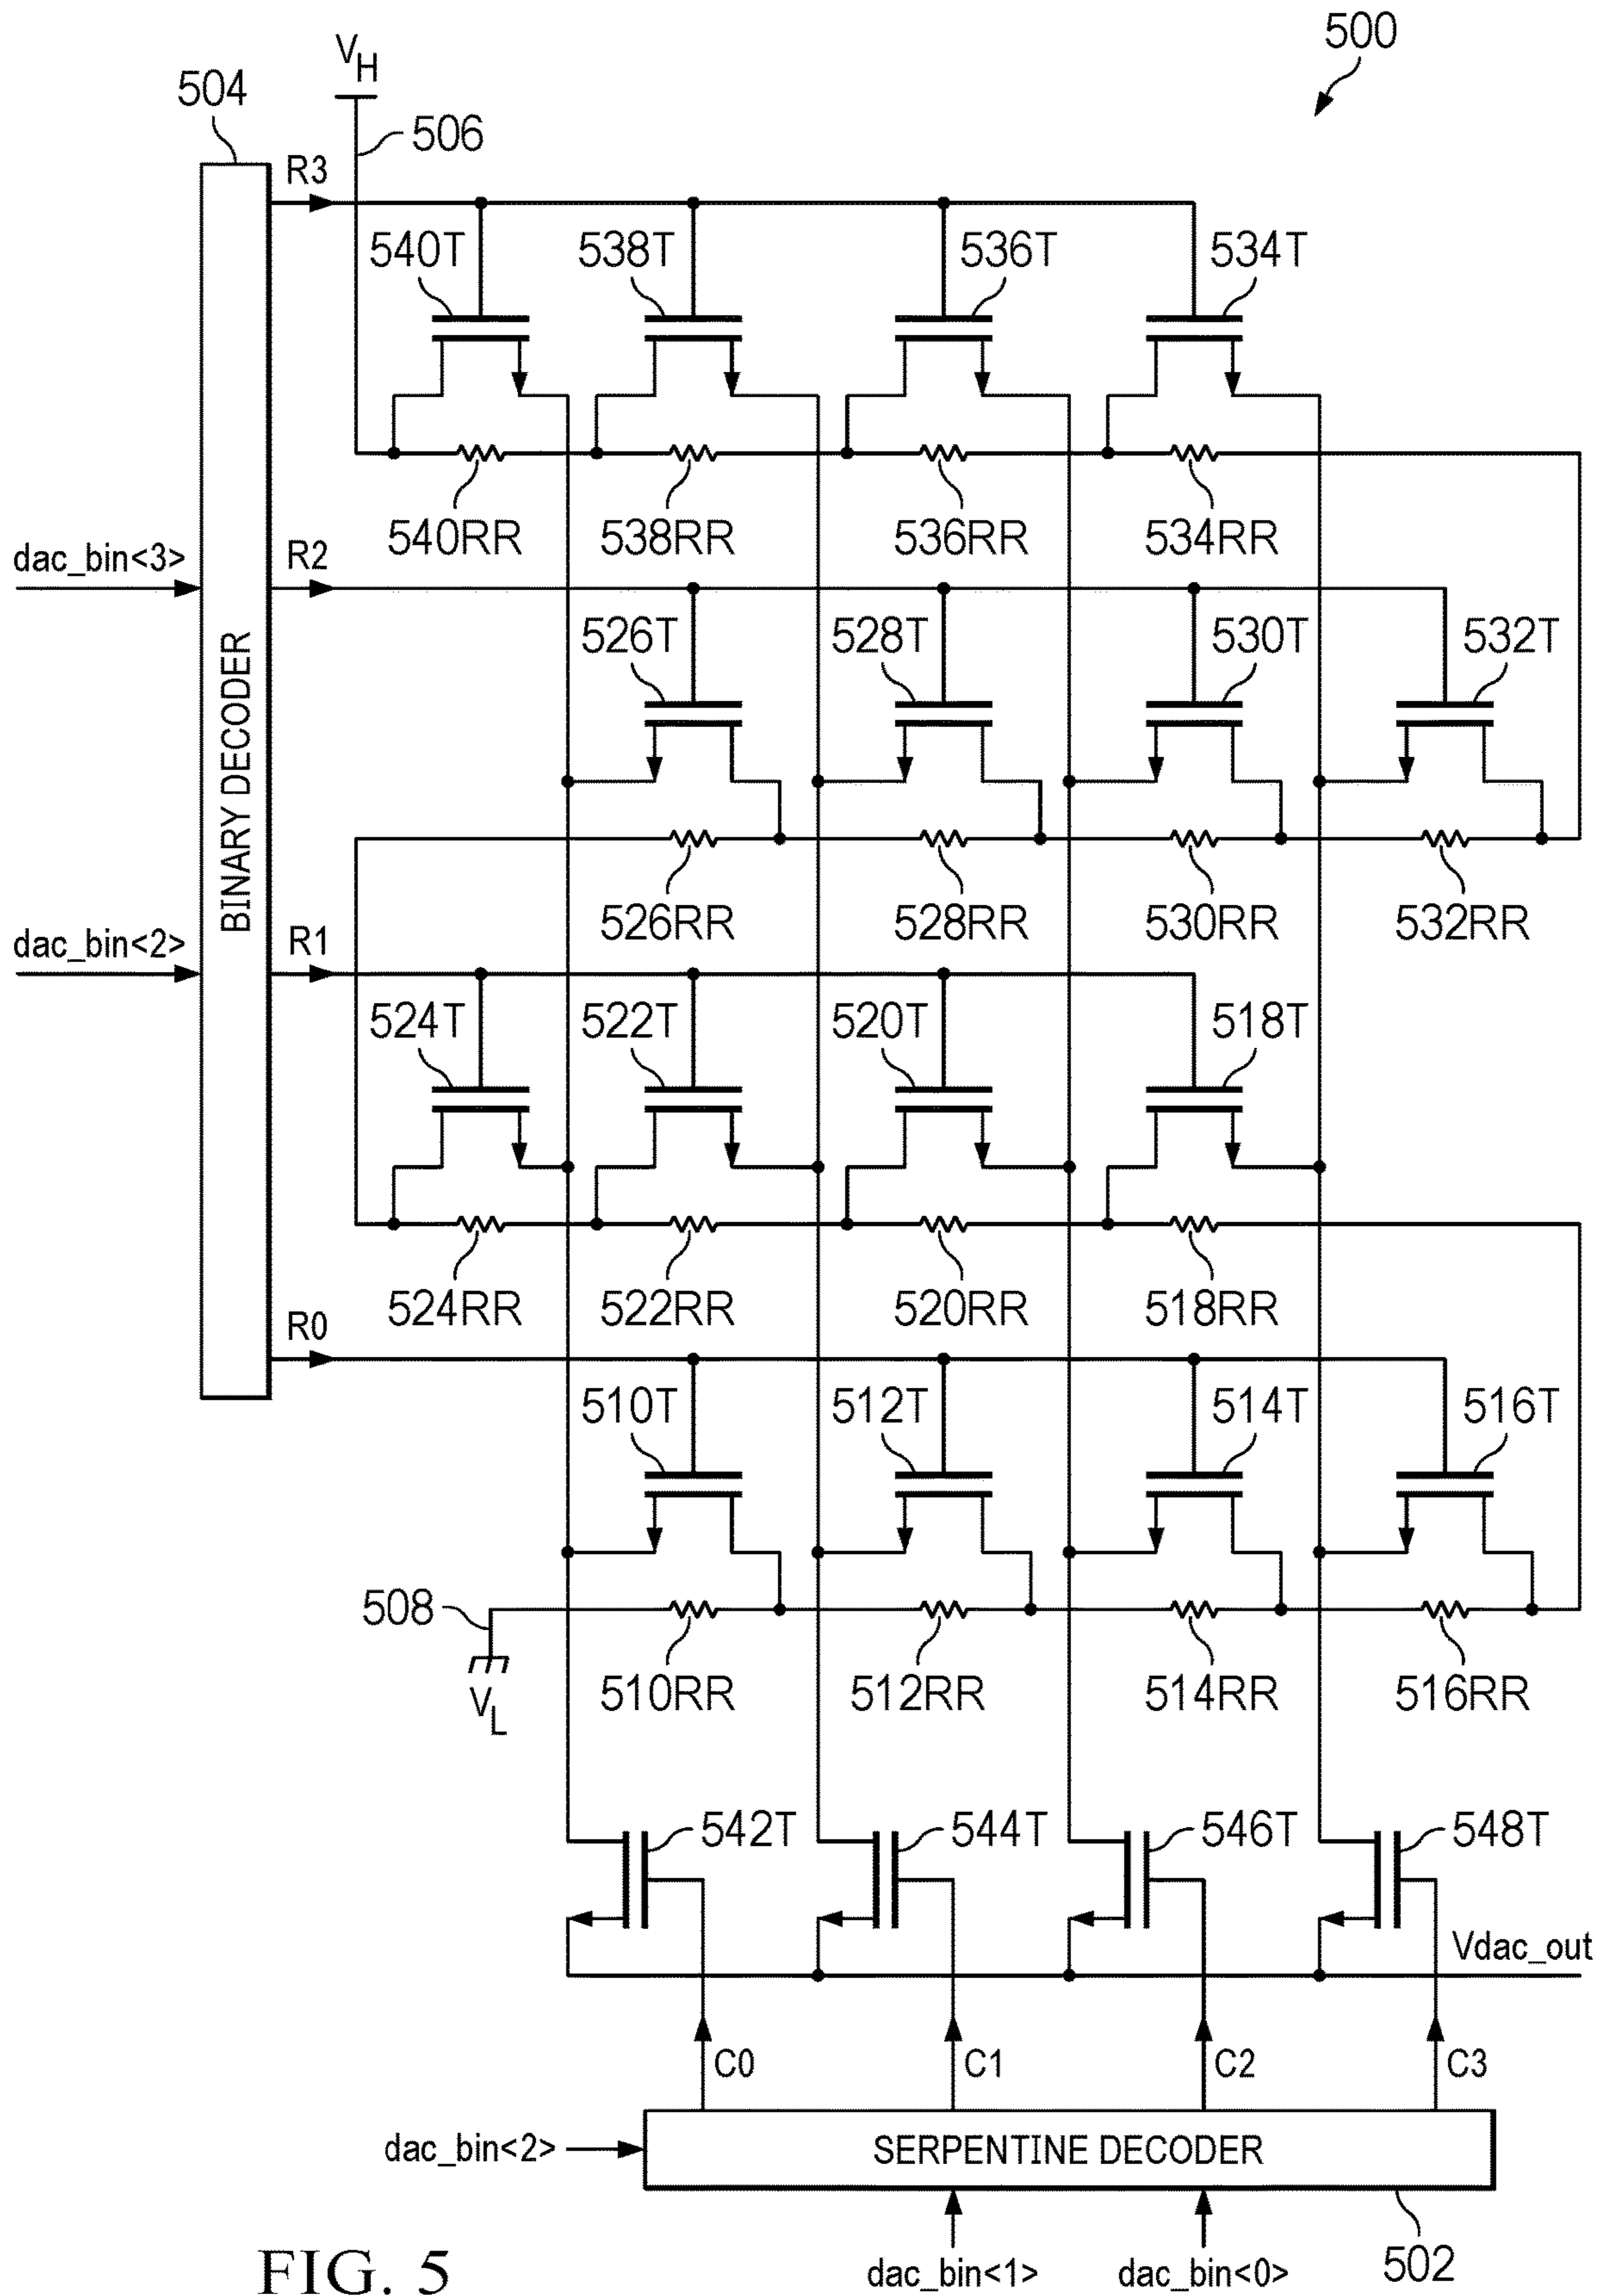 500
V_H
504
506
R3
540T 538T 536T 534T
540RR 538RR 536RR 534RR
dac_bin<3>
R2
526T 528T 530T 532T
BINARY DECODER
526RR 528RR 530RR 532RR
dac_bin<2>
R1
524T 522T 520T 518T
524RR 522RR 520RR 518RR
R0
510T 512T 514T 516T
508
V_L
510RR 512RR 514RR 516RR
542T 544T 546T 548T
Vdac_out
C0 C1 C2 C3
dac_bin<2>
SERPENTINE DECODER
502
dac_bin<1> dac_bin<0>
FIG. 5